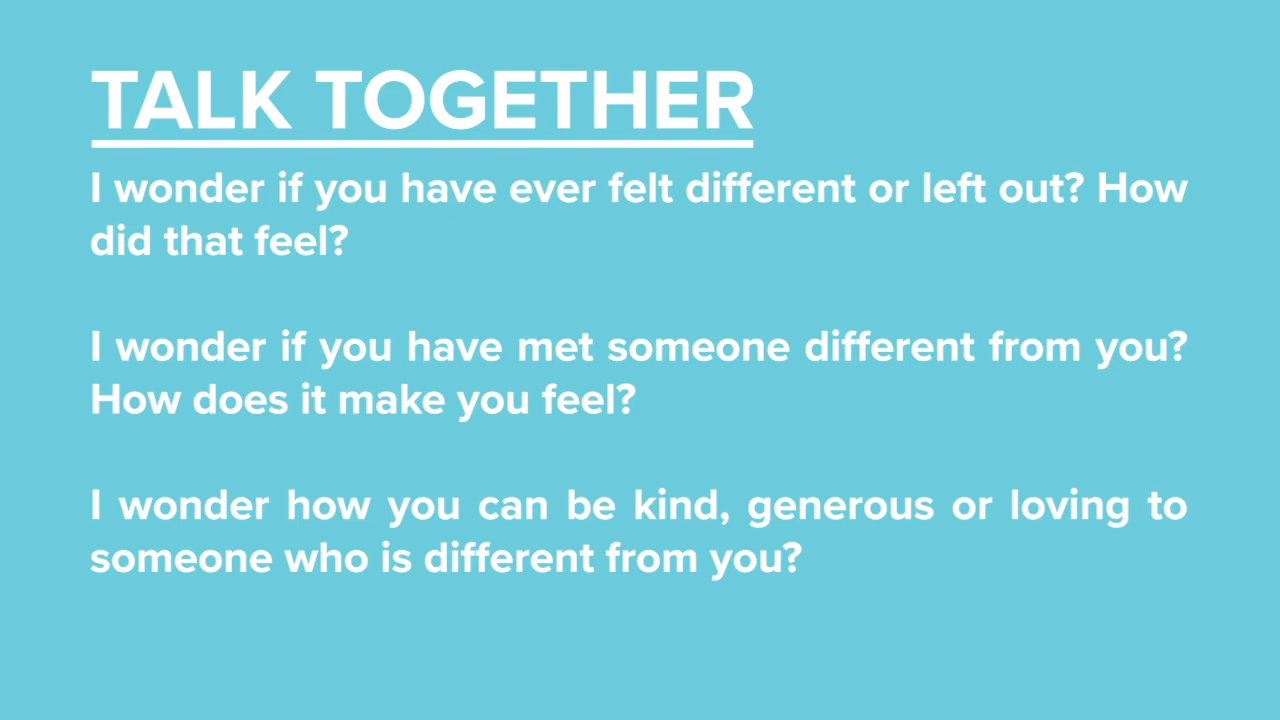 TALK TOGETHER
I wonder if you have ever felt different or left out? How
did that feel?
I wonder if you have met someone different from you?
How does it make you feel?
I wonder how you can be kind, generous or loving to
someone who is different from you?